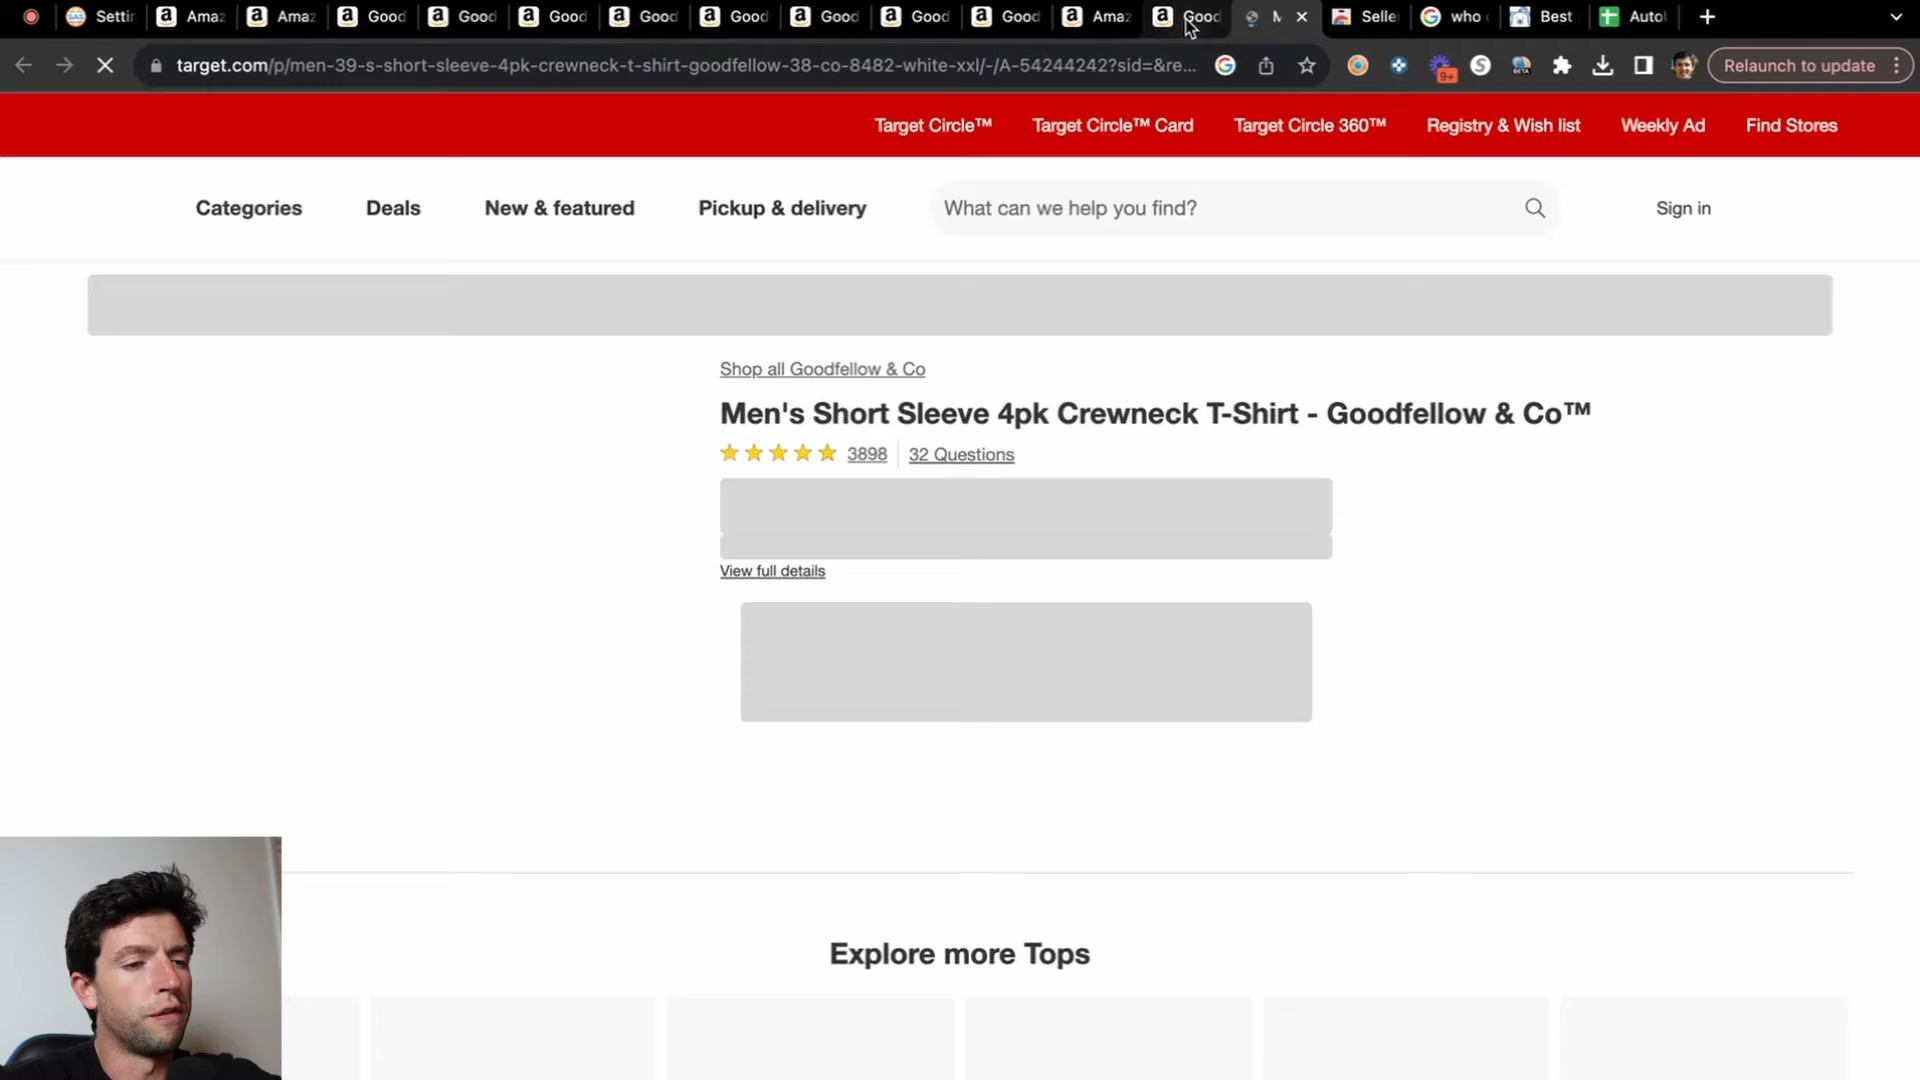 Settin
Amaz
Amaz
Good
Good
Good
Good
Good
Good
Good
Good
Amaz
Good
M
Selle
who
Best
Auto
target.com/p/men-39-s-short-sleeve-4pk-crewneck-t-shirt-goodfellow-38-co-8482-white-xxl/-/A-54244242?sid=&re...
9+
BETA
Relaunch to update
Target Circle™
Target Circle™ Card
Target Circle 360™
Registry & Wish list
Weekly Ad
Find Stores
Categories
Deals
New & featured
Pickup & delivery
What can we help you find?
Sign in
Shop all Goodfellow & Co
Men's Short Sleeve 4pk Crewneck T-Shirt - Goodfellow & Co™
3898
32 Questions
View full details
Explore more Tops